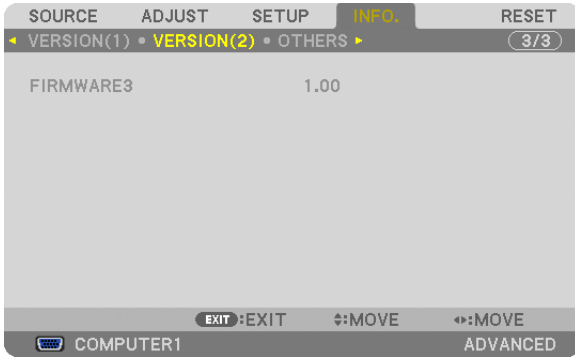 SOURCE ADJUST SETUP INFO. RESET
VERSION(1) VERSION(2) OTHERS 3/3
FIRMWARE3 1.00
EXIT :EXIT :MOVE :MOVE
COMPUTER1 ADVANCED